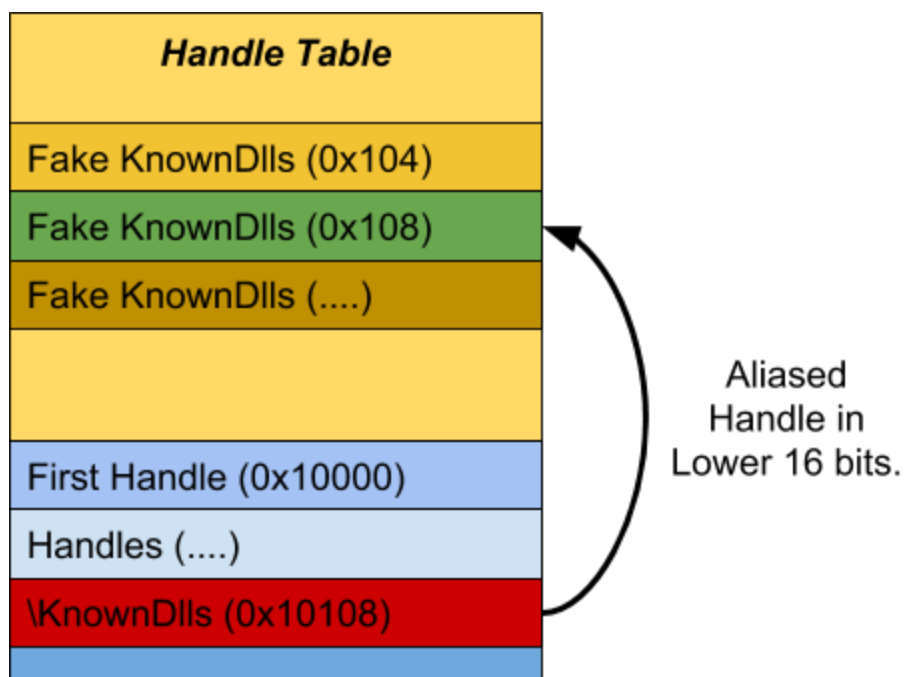 Handle Table
Fake KnownDlls (0x104)
Fake KnownDlls (0x108)
Fake KnownDlls (....)
First Handle (0x10000)
Handles (....)
\KnownDlls (0x10108)
Aliased
Handle in
Lower 16 bits.